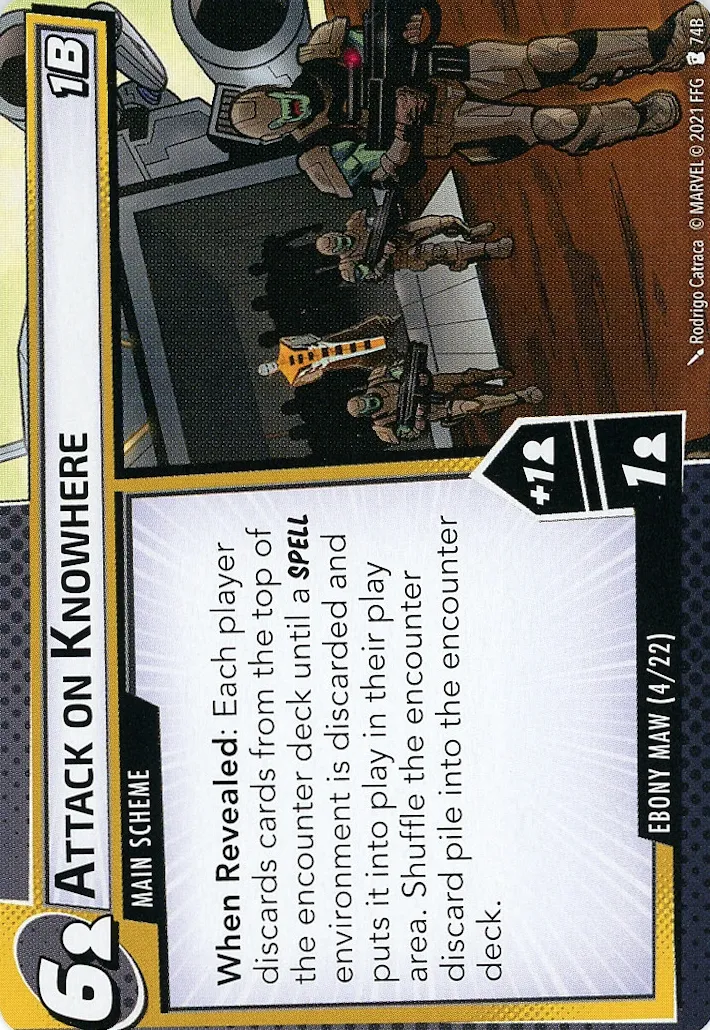 6
ATTACK ON KNOWHERE
1B
MAIN SCHEME
When Revealed: Each player
discards cards from the top of
the encounter deck until a SPELL
environment is discarded and
puts it into play in their play
area. Shuffle the encounter
discard pile into the encounter
deck.
+1
1
EBONY MAW (4/22)
Rodrigo Catraca © MARVEL © 2021 FFG 74B